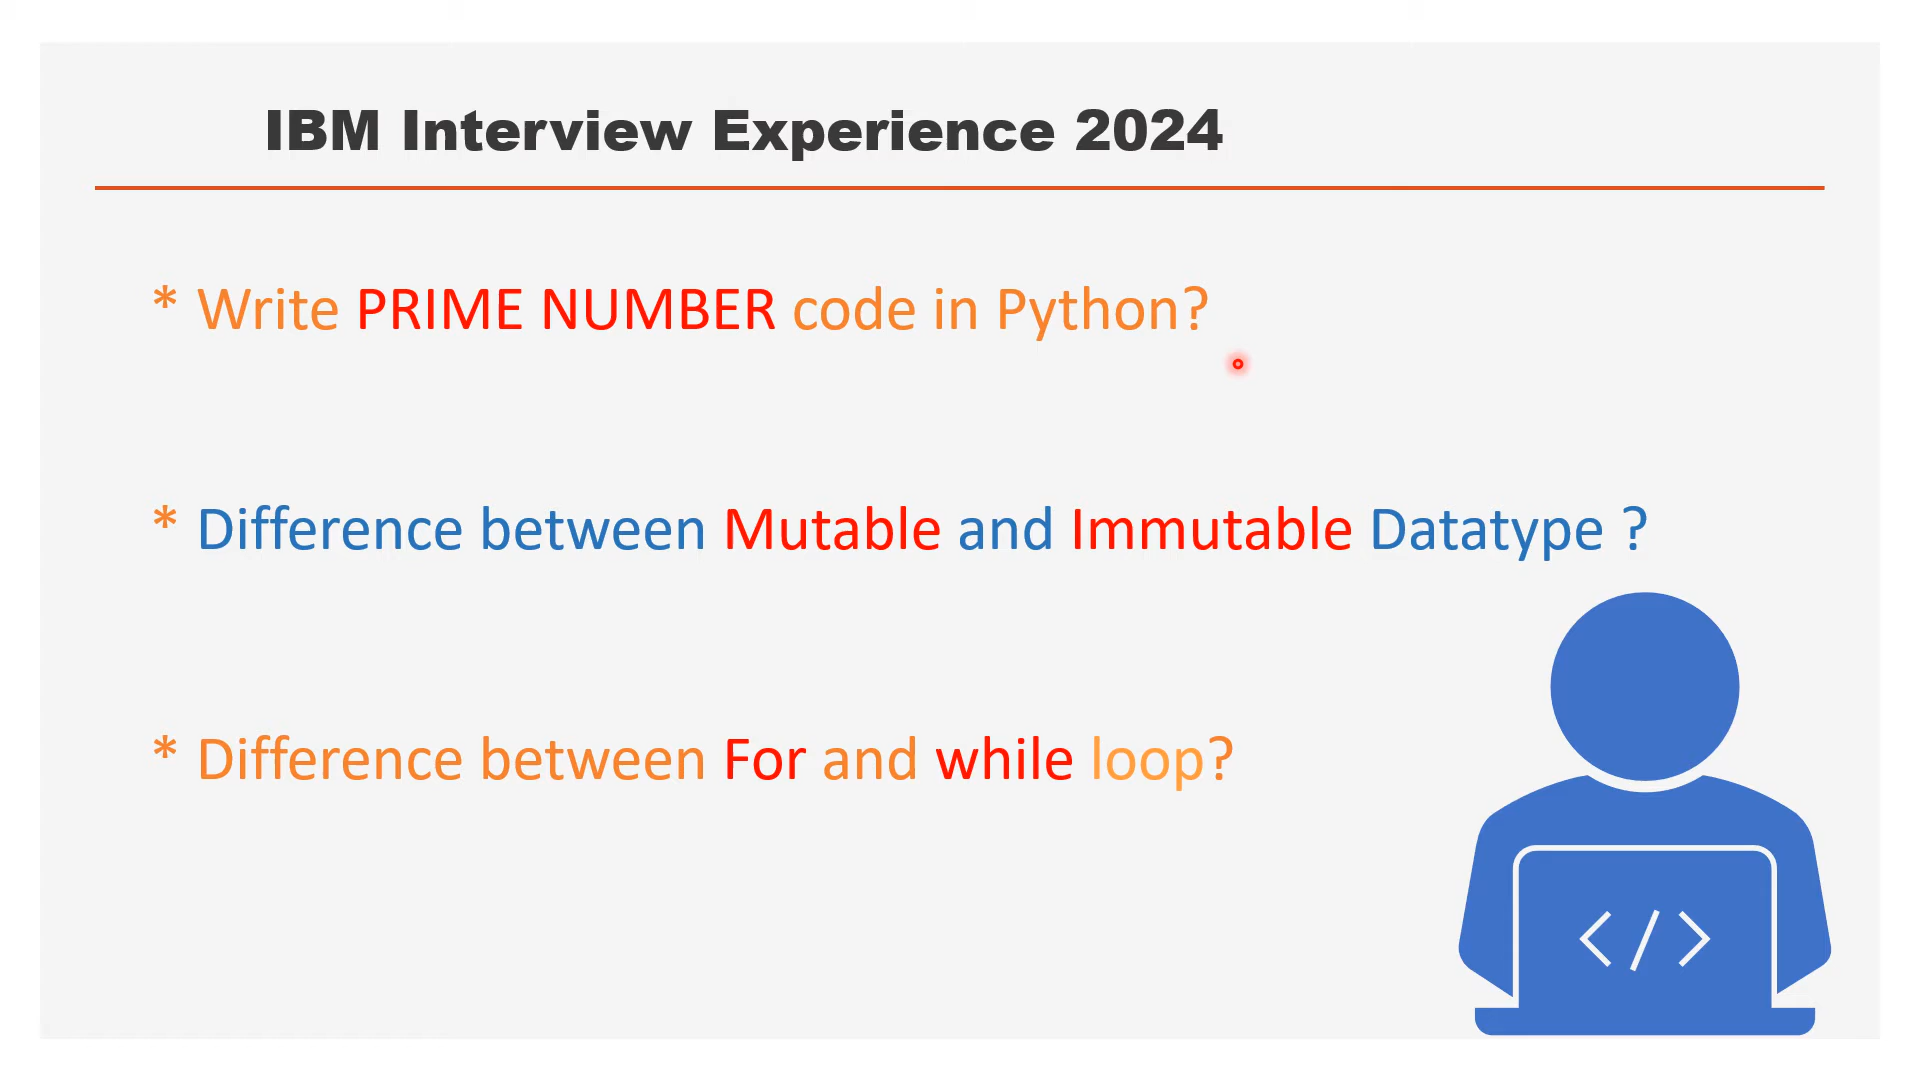 IBM Interview Experience 2024
* Write PRIME NUMBER code in Python?
* Difference between Mutable and Immutable Datatype ?
* Difference between For and while loop?
</>